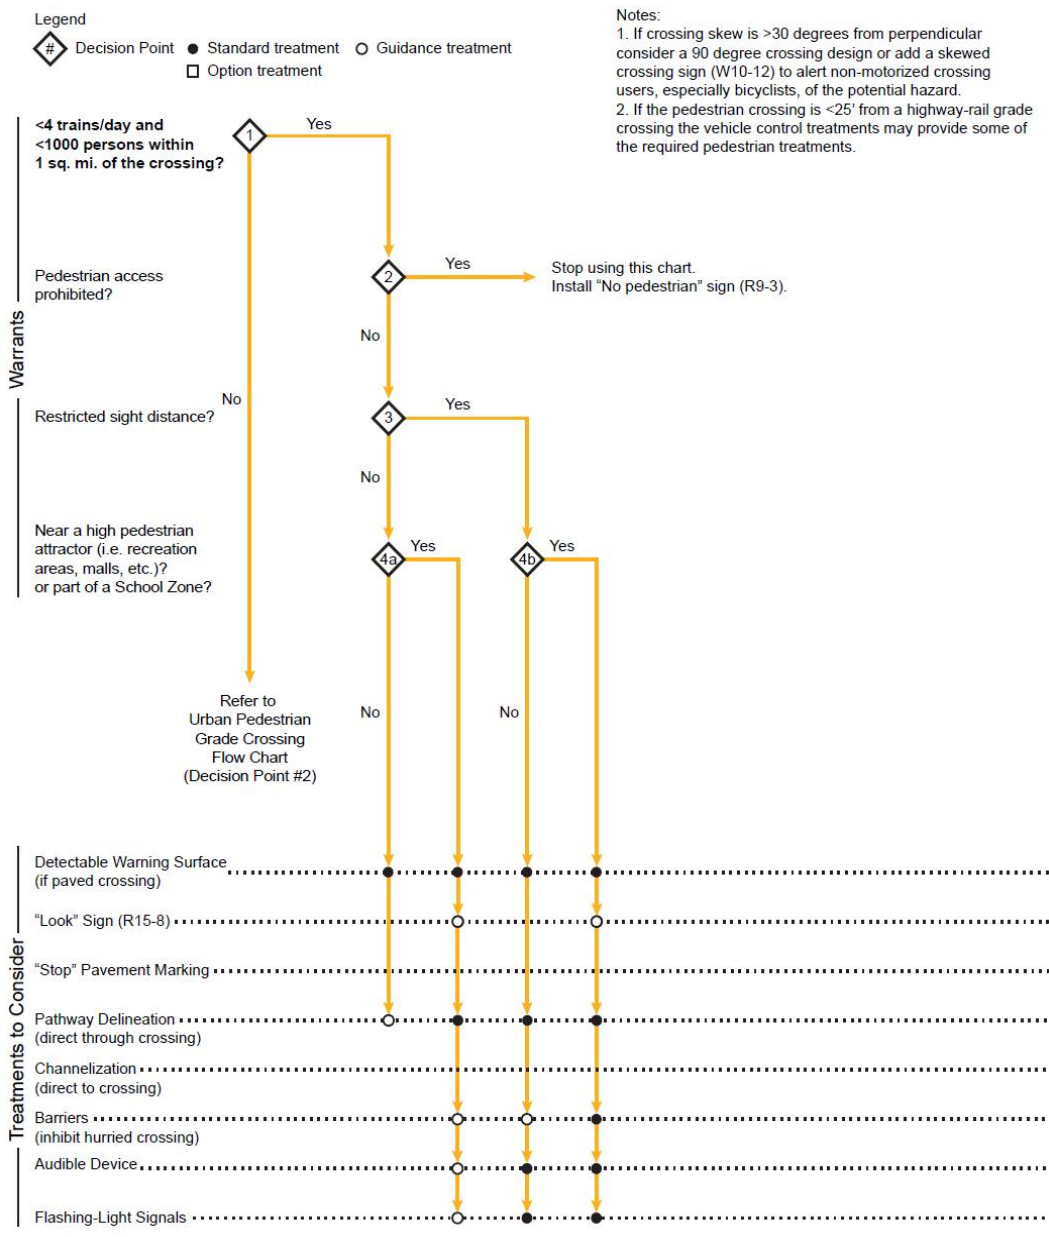 Legend
# Decision Point ● Standard treatment ○ Guidance treatment
□ Option treatment
Notes:
1. If crossing skew is >30 degrees from perpendicular
consider a 90 degree crossing design or add a skewed
crossing sign (W10-12) to alert non-motorized crossing
users, especially bicyclists, of the potential hazard.
2. If the pedestrian crossing is <25' from a highway-rail grade
crossing the vehicle control treatments may provide some of
the required pedestrian treatments.
Warrants
<4 trains/day and
<1000 persons within
1 sq. mi. of the crossing?
1
Yes
Pedestrian access
prohibited?
2
Yes
Stop using this chart.
Install “No pedestrian” sign (R9-3).
No
No
Restricted sight distance?
3
Yes
No
Near a high pedestrian
attractor (i.e. recreation
areas, malls, etc.)?
or part of a School Zone?
4a
Yes
4b
Yes
Refer to
Urban Pedestrian
Grade Crossing
Flow Chart
(Decision Point #2)
No
No
Treatments to Consider
Detectable Warning Surface
(if paved crossing)
“Look” Sign (R15-8)
“Stop” Pavement Marking
Pathway Delineation
(direct through crossing)
Channelization
(direct to crossing)
Barriers
(inhibit hurried crossing)
Audible Device
Flashing-Light Signals